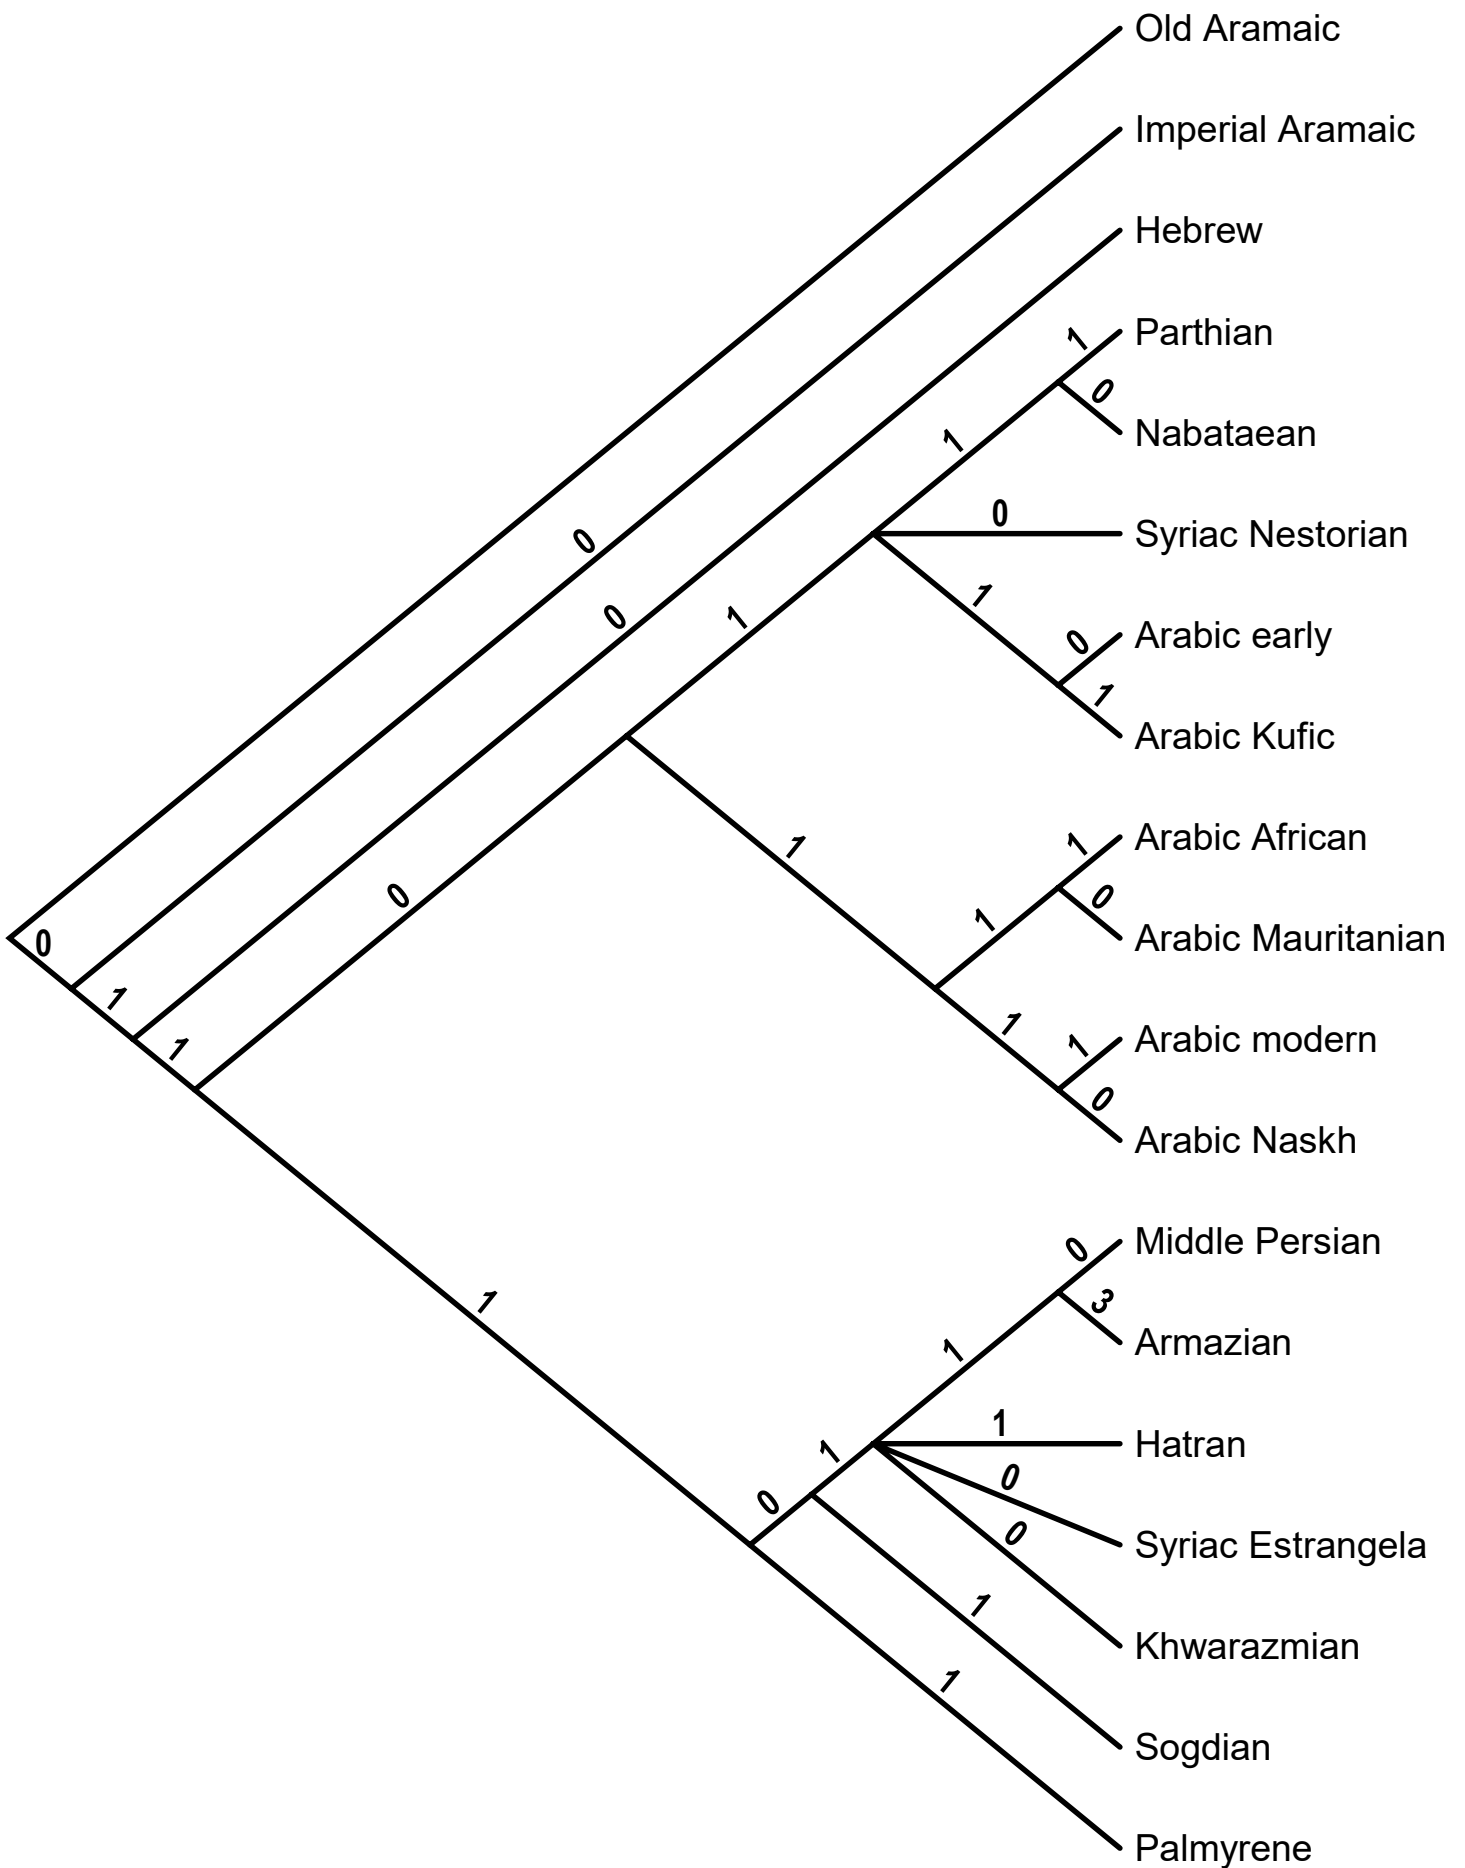 Old Aramaic
Imperial Aramaic
Hebrew
1 Parthian
0
1 Nabataean
0 Syriac Nestorian
0
0 1 1
0 Arabic early
1
Arabic Kufic
1 1 Arabic African
0 0
1
0 Arabic Mauritanian
1
1 1 Arabic modern
1
0
Arabic Naskh
0 Middle Persian
1 3
1 Armazian
1 Hatran
1
0
0 Syriac Estrangela
0
1 Khwarazmian
1
Sogdian
Palmyrene